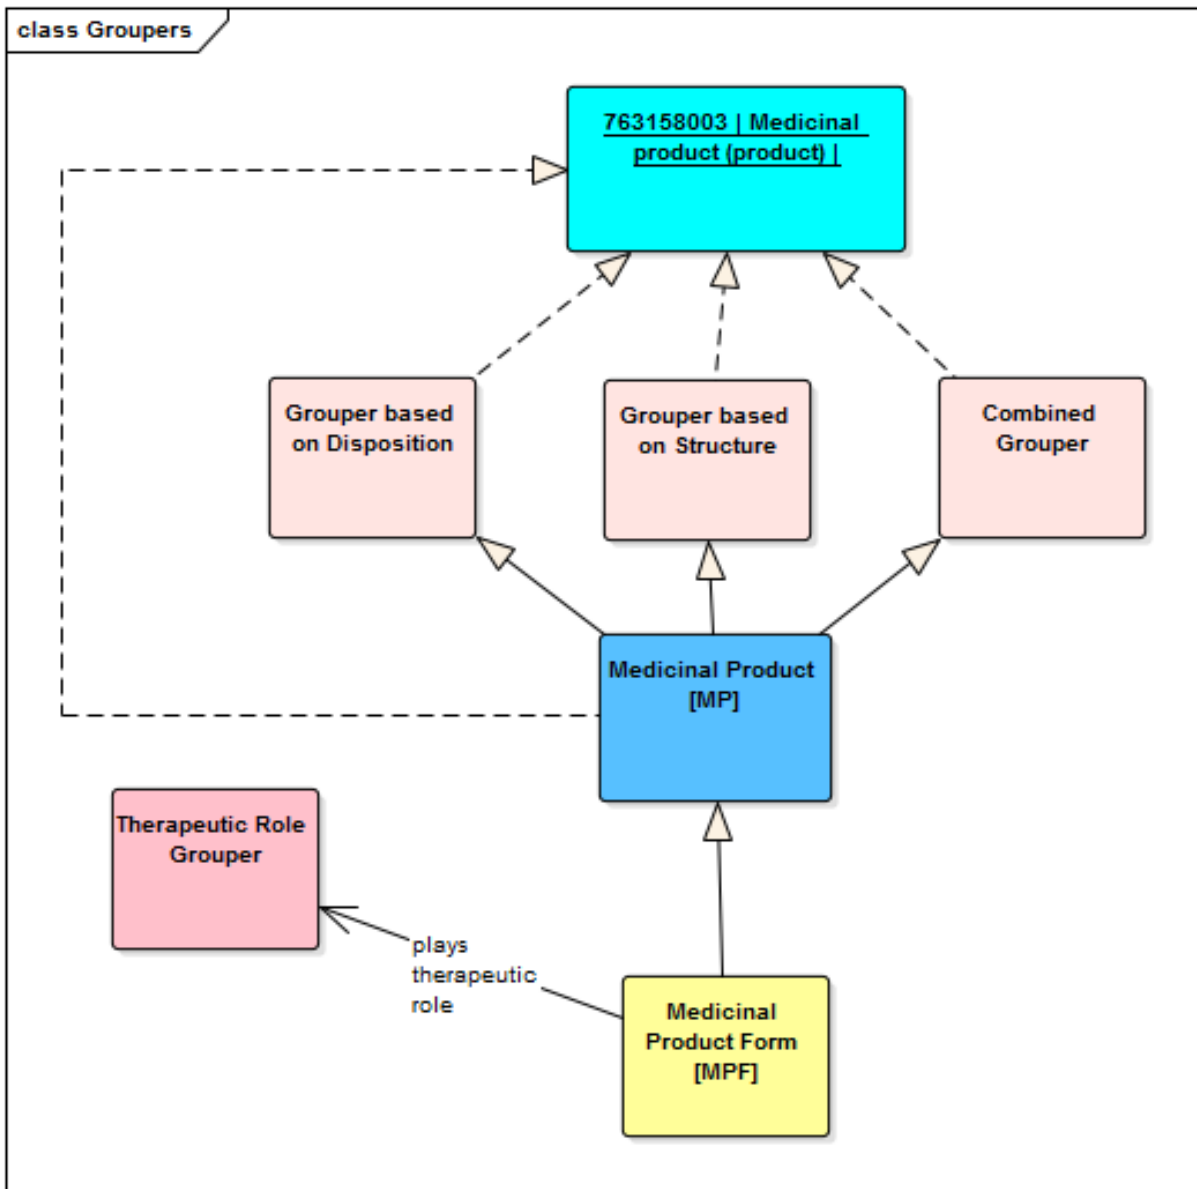 class Groupers
763158003 | Medicinal
product (product) |
Grouper based
on Disposition
Grouper based
on Structure
Combined
Grouper
Medicinal Product
[MP]
Therapeutic Role
Grouper
plays
therapeutic
role
Medicinal
Product Form
[MPF]